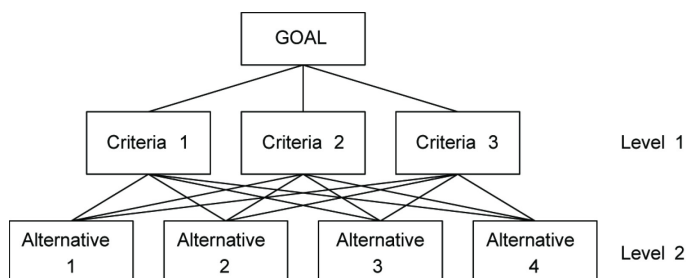 GOAL
Criteria 1
Criteria 2
Criteria 3
Level 1
Alternative
1
Alternative
2
Alternative
3
Alternative
4
Level 2